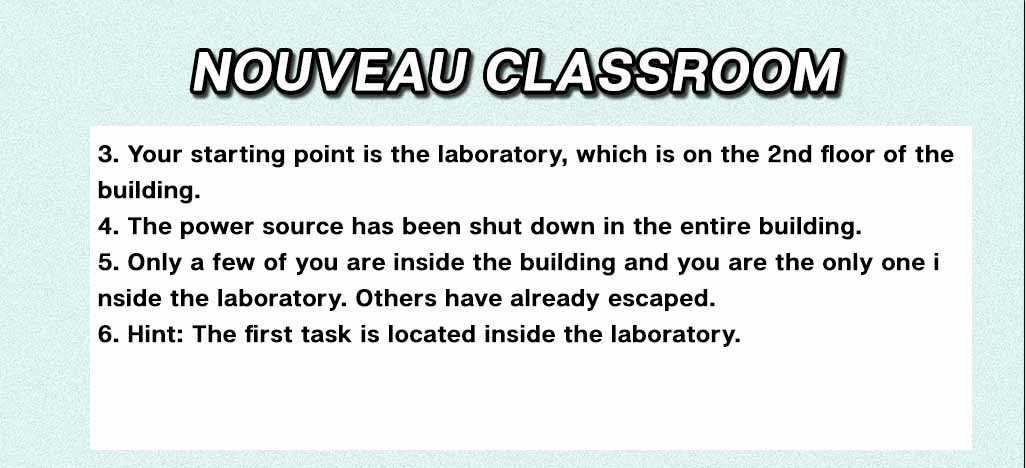 NOUVEAU CLASSROOM
3. Your starting point is the laboratory, which is on the 2nd floor of the
building.
4. The power source has been shut down in the entire building.
5. Only a few of you are inside the building and you are the only one i
nside the laboratory. Others have already escaped.
6. Hint: The first task is located inside the laboratory.